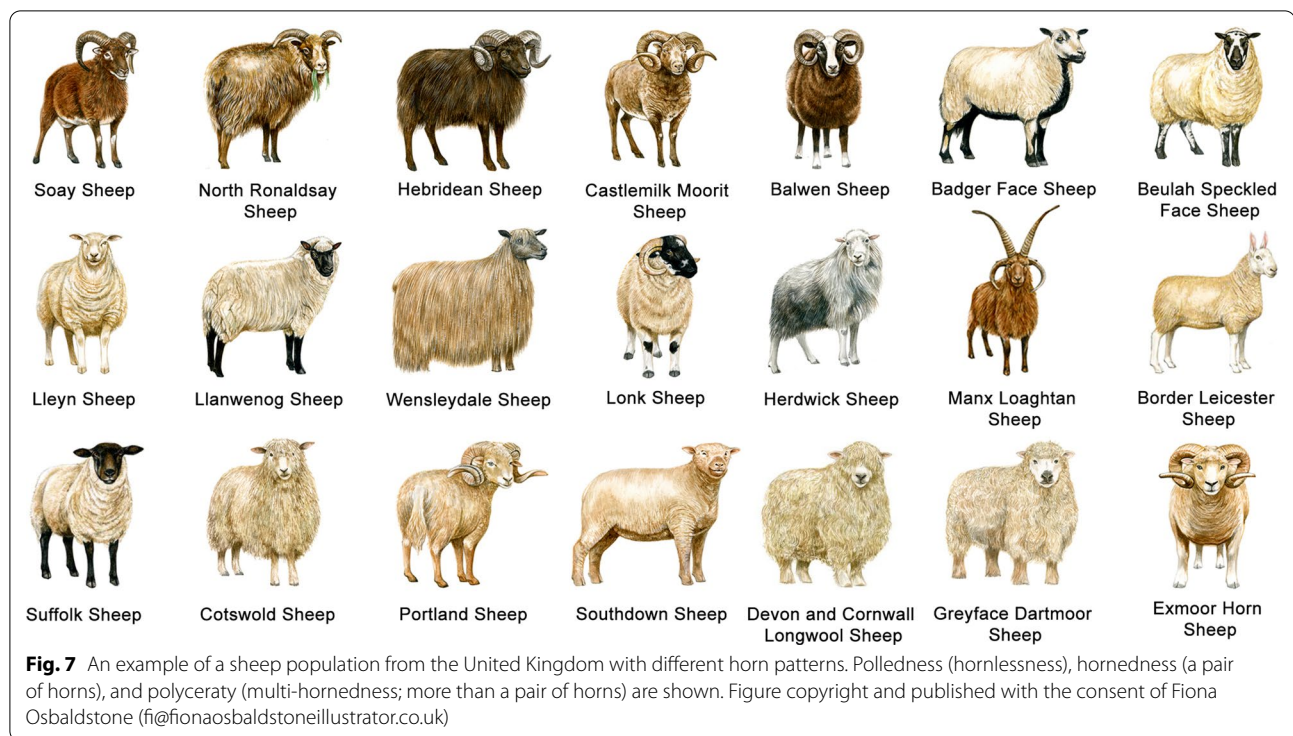 Soay Sheep
North Ronaldsay
Sheep
Hebridean Sheep
Castlemilk Moorit
Sheep
Balwen Sheep
Badger Face Sheep
Beulah Speckled
Face Sheep
Lleyn Sheep
Llanwenog Sheep
Wensleydale Sheep
Lonk Sheep
Herdwick Sheep
Manx Loaghtan
Sheep
Border Leicester
Sheep
Suffolk Sheep
Cotswold Sheep
Portland Sheep
Southdown Sheep
Devon and Cornwall
Longwool Sheep
Greyface Dartmoor
Sheep
Exmoor Horn
Sheep
Fig. 7 An example of a sheep population from the United Kingdom with different horn patterns. Polledness (hornlessness), hornedness (a pair
of horns), and polyceraty (multi-hornedness; more than a pair of horns) are shown. Figure copyright and published with the consent of Fiona
Osbaldstone (fi@fionaosbaldstoneillustrator.co.uk)